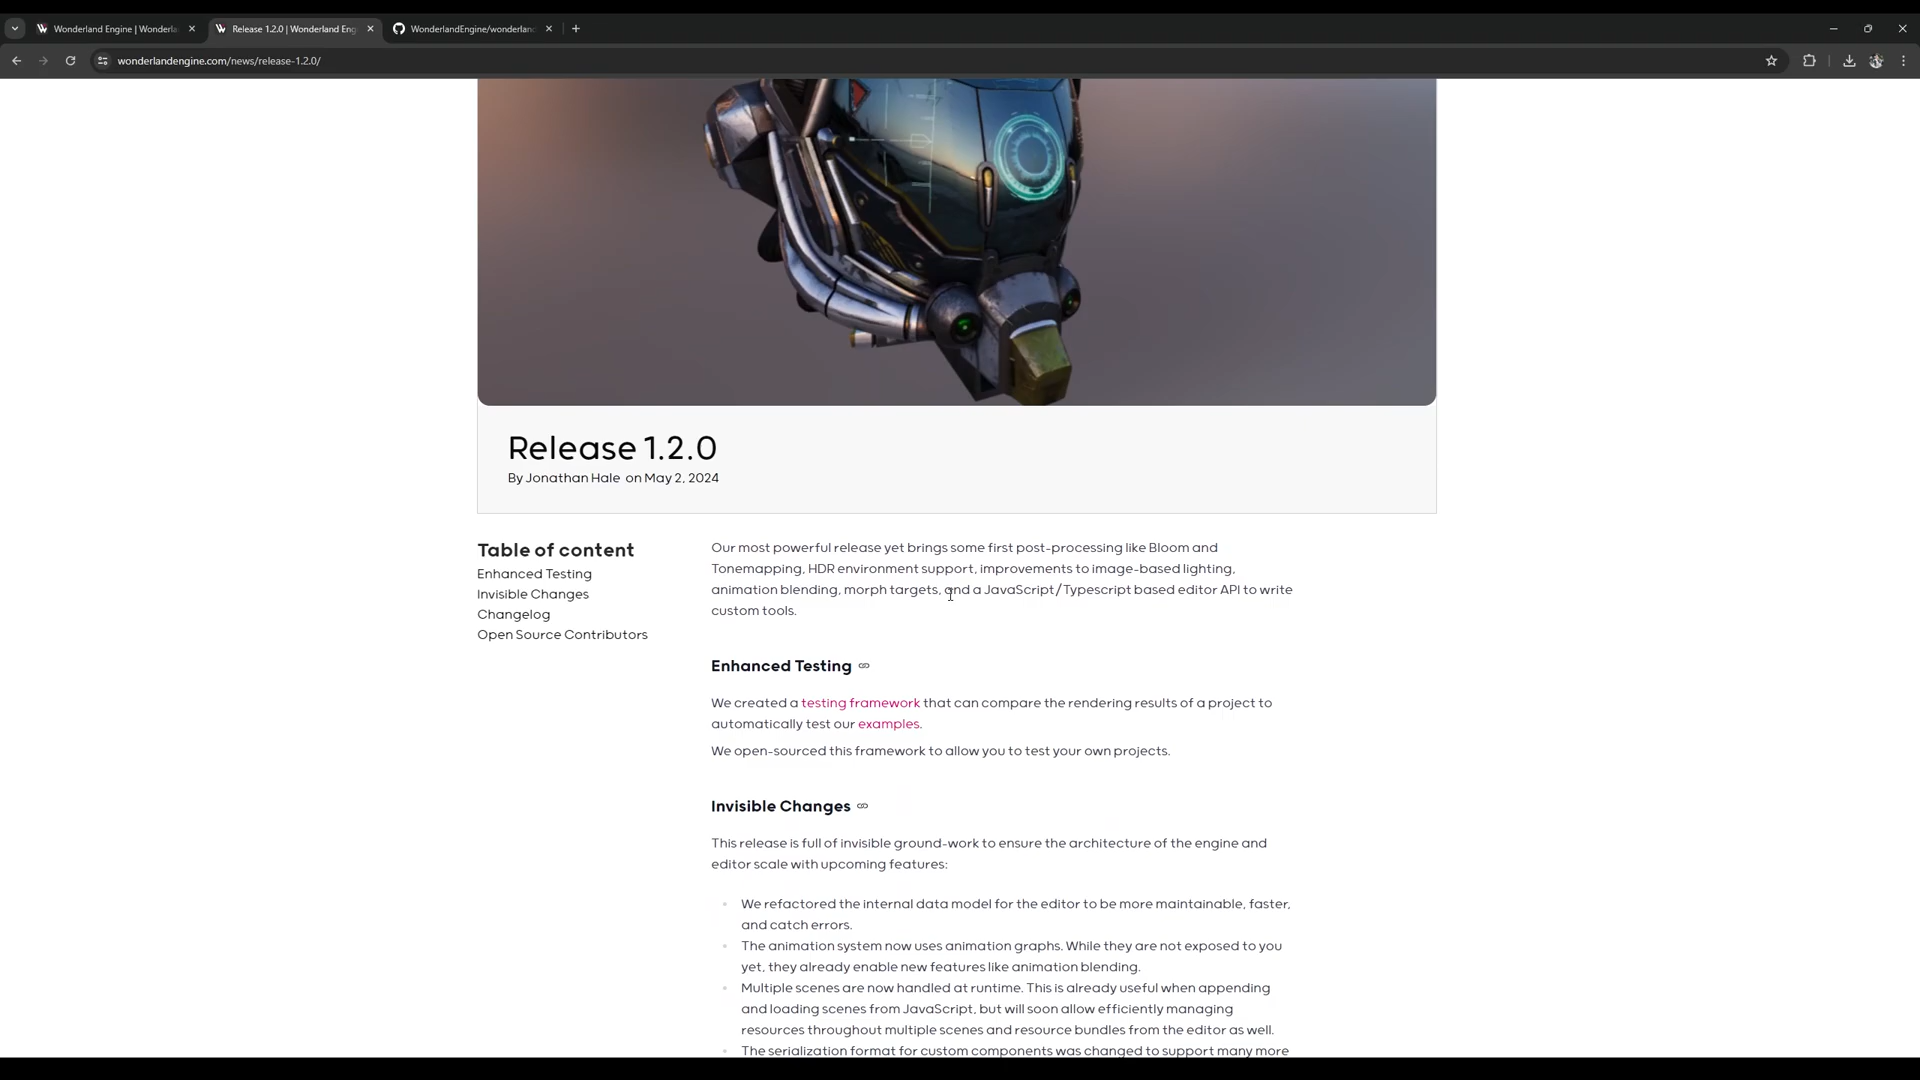 Wonderland Engine | Wonderla
Release 1.2.0 | Wonderland Eng
WonderlandEngine/wonderlan
wonderlandengine.com/news/release-1.2.0/
Release 1.2.0
By Jonathan Hale on May 2, 2024
Table of content
Enhanced Testing
Invisible Changes
Changelog
Open Source Contributors
Our most powerful release yet brings some first post-processing like Bloom and
Tonemapping, HDR environment support, improvements to image-based lighting,
animation blending, morph targets, and a JavaScript/Typescript based editor API to write
custom tools.
Enhanced Testing
We created a testing framework that can compare the rendering results of a project to
automatically test our examples.
We open-sourced this framework to allow you to test your own projects.
Invisible Changes
This release is full of invisible ground-work to ensure the architecture of the engine and
editor scale with upcoming features:
We refactored the internal data model for the editor to be more maintainable, faster,
and catch errors.
The animation system now uses animation graphs. While they are not exposed to you
yet, they already enable new features like animation blending.
Multiple scenes are now handled at runtime. This is already useful when appending
and loading scenes from JavaScript, but will soon allow efficiently managing
resources throughout multiple scenes and resource bundles from the editor as well.
The serialization format for custom components was changed to support many more